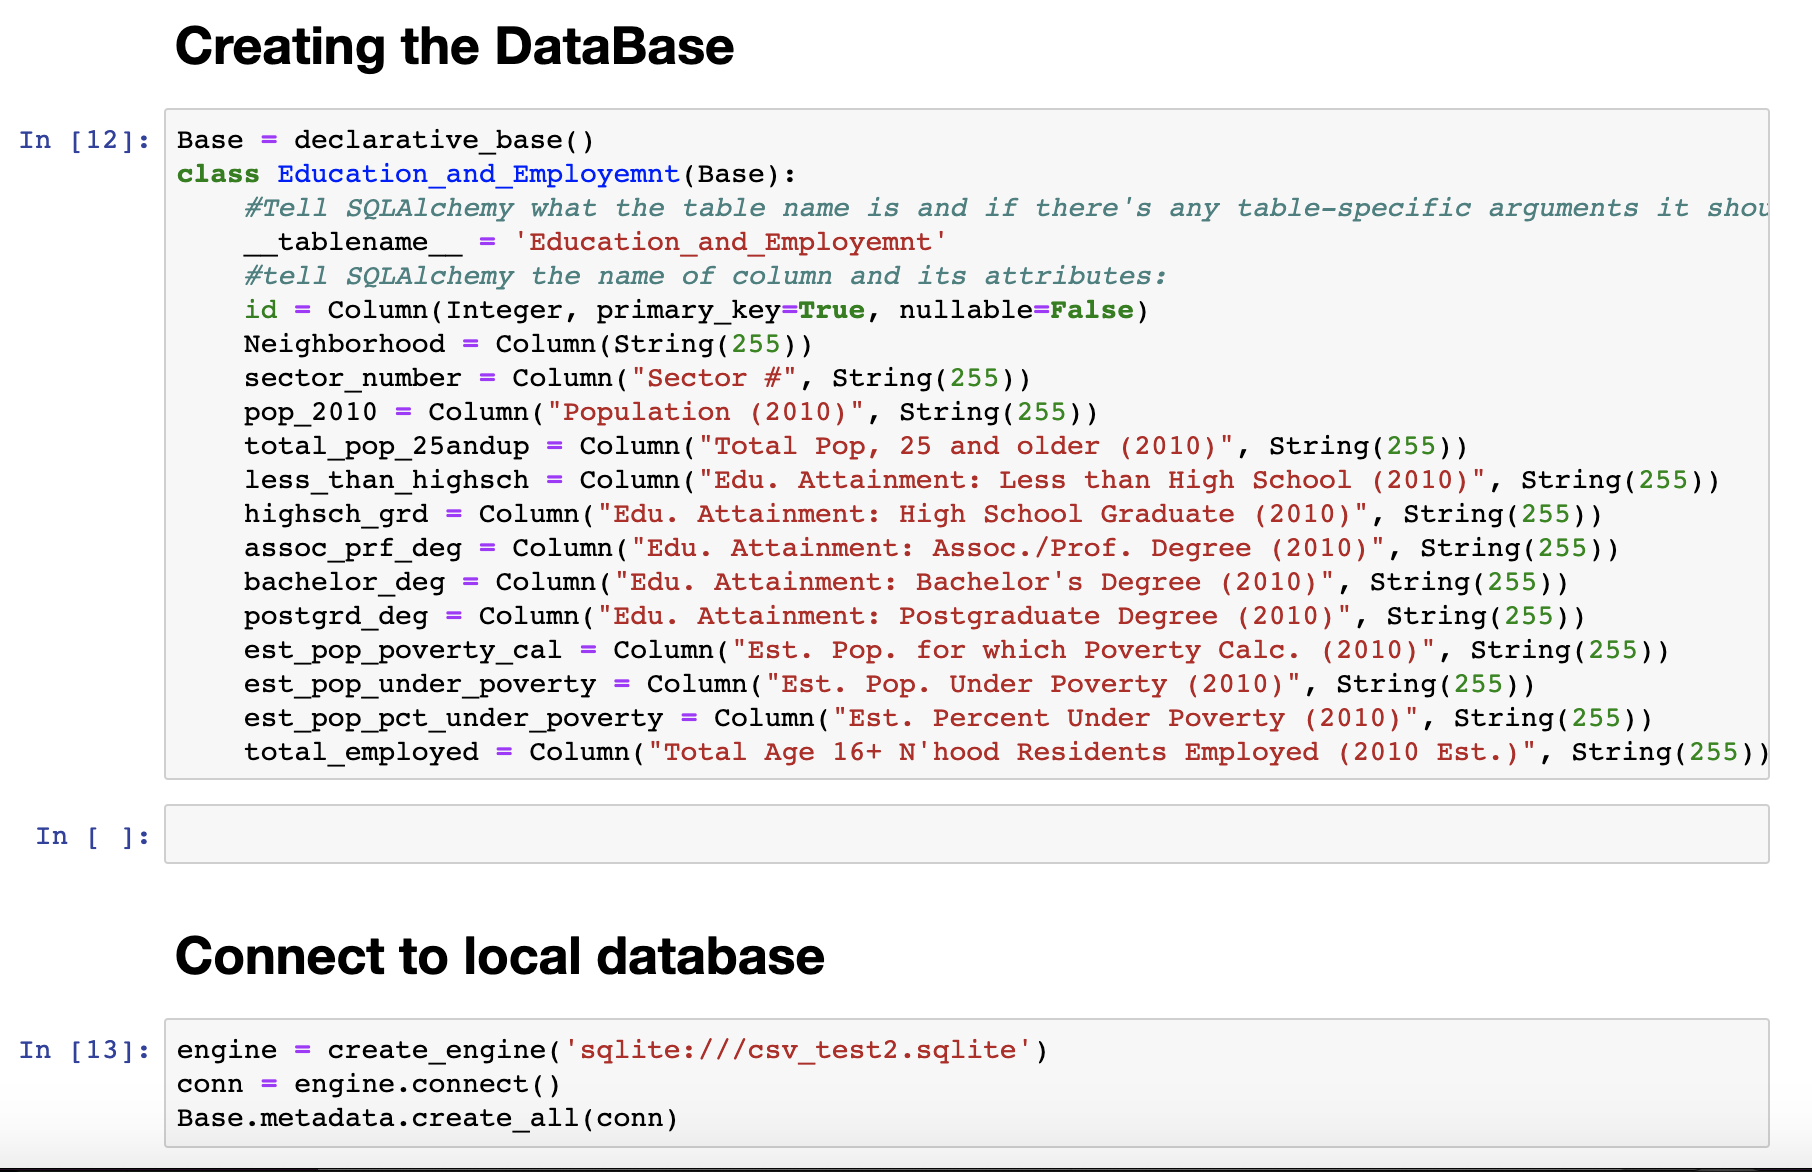 Creating the DataBase
In [12]:
Base = declarative_base()
class Education_and_Employemnt(Base):
    #Tell SQLAlchemy what the table name is and if there's any table-specific arguments it shou
    __tablename__ = 'Education_and_Employemnt'
    #tell SQLAlchemy the name of column and its attributes:
    id = Column(Integer, primary_key=True, nullable=False)
    Neighborhood = Column(String(255))
    sector_number = Column("Sector #", String(255))
    pop_2010 = Column("Population (2010)", String(255))
    total_pop_25andup = Column("Total Pop, 25 and older (2010)", String(255))
    less_than_highsch = Column("Edu. Attainment: Less than High School (2010)", String(255))
    highsch_grd = Column("Edu. Attainment: High School Graduate (2010)", String(255))
    assoc_prf_deg = Column("Edu. Attainment: Assoc./Prof. Degree (2010)", String(255))
    bachelor_deg = Column("Edu. Attainment: Bachelor's Degree (2010)", String(255))
    postgrd_deg = Column("Edu. Attainment: Postgraduate Degree (2010)", String(255))
    est_pop_poverty_cal = Column("Est. Pop. for which Poverty Calc. (2010)", String(255))
    est_pop_under_poverty = Column("Est. Pop. Under Poverty (2010)", String(255))
    est_pop_pct_under_poverty = Column("Est. Percent Under Poverty (2010)", String(255))
    total_employed = Column("Total Age 16+ N'hood Residents Employed (2010 Est.)", String(255))
In [ ]:
Connect to local database
In [13]:
engine = create_engine('sqlite:///csv_test2.sqlite')
conn = engine.connect()
Base.metadata.create_all(conn)